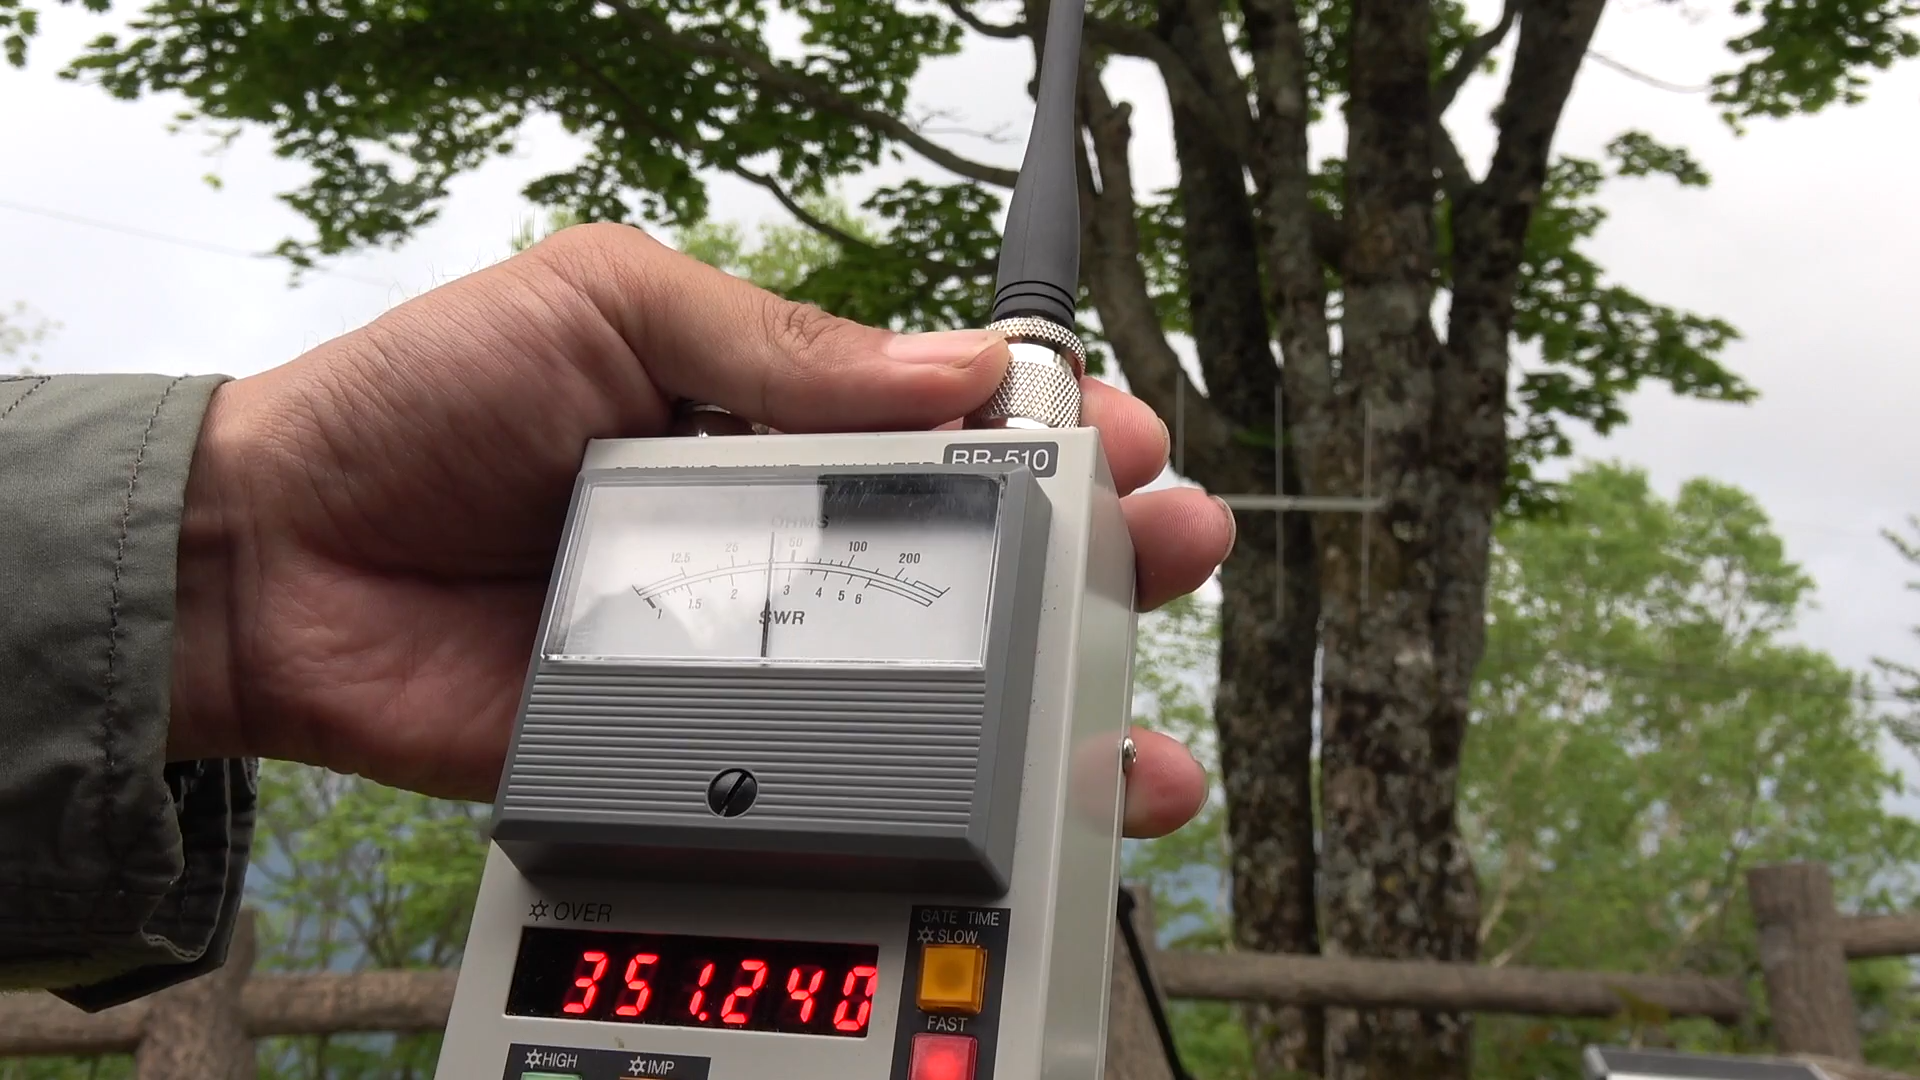 BR-510
OHMS
12.5 25 50 100 200
1 1.5 2 3 4 5 6
SWR
OVER
351.240
GATE TIME
SLOW
FAST
HIGH
IMP